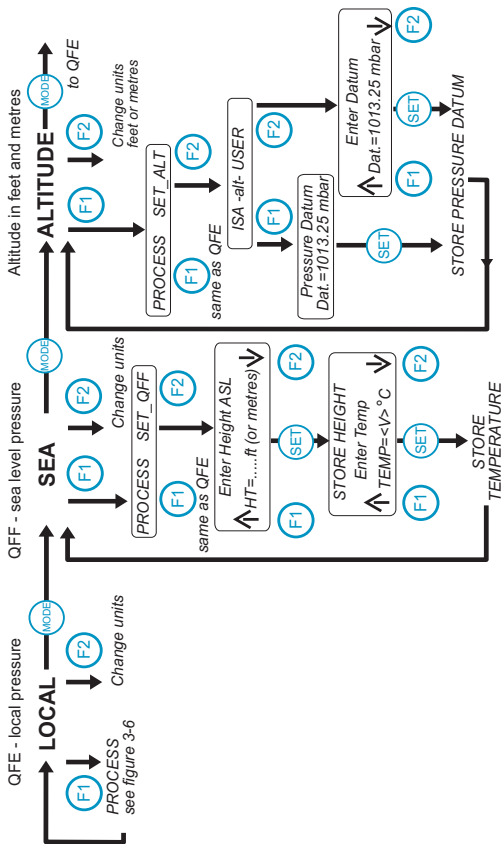 QFE - local pressure
LOCAL
MODE
F1
F2
PROCESS
see figure 3-6
Change units
QFF - sea level pressure
SEA
MODE
F1
F2
Change units
PROCESS SET_QFF
F1
F2
same as QFE
Enter Height ASL
HT=.....ft (or metres)
F1
F2
SET
STORE HEIGHT
Enter Temp
TEMP=<V> °C
F1
F2
SET
STORE
TEMPERATURE
Altitude in feet and metres
ALTITUDE
MODE
to QFE
F1
F2
Change units
feet or metres
PROCESS SET_ALT
F1
F2
same as QFE
ISA -alt- USER
F1
F2
Pressure Datum
Dat.=1013.25 mbar
SET
Enter Datum
Dat.=1013.25 mbar
F1
F2
SET
STORE PRESSURE DATUM